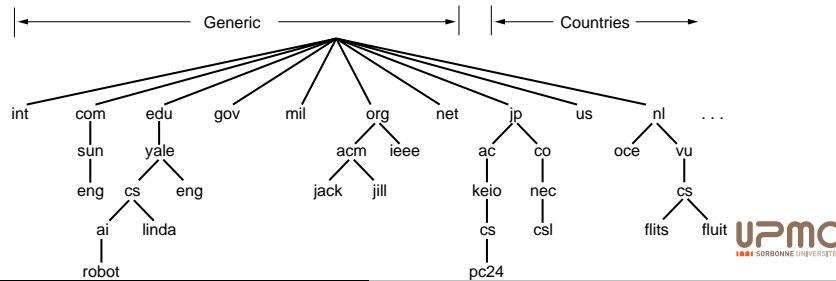 Generic Countries
int com edu gov mil org net jp us nl . . .
sun yale acm ieee ac co oce vu
eng cs eng jack jill keio nec cs
ai linda cs csl flits fluit
robot pc24
UPMC
SORBONNE UNIVERSITÉ